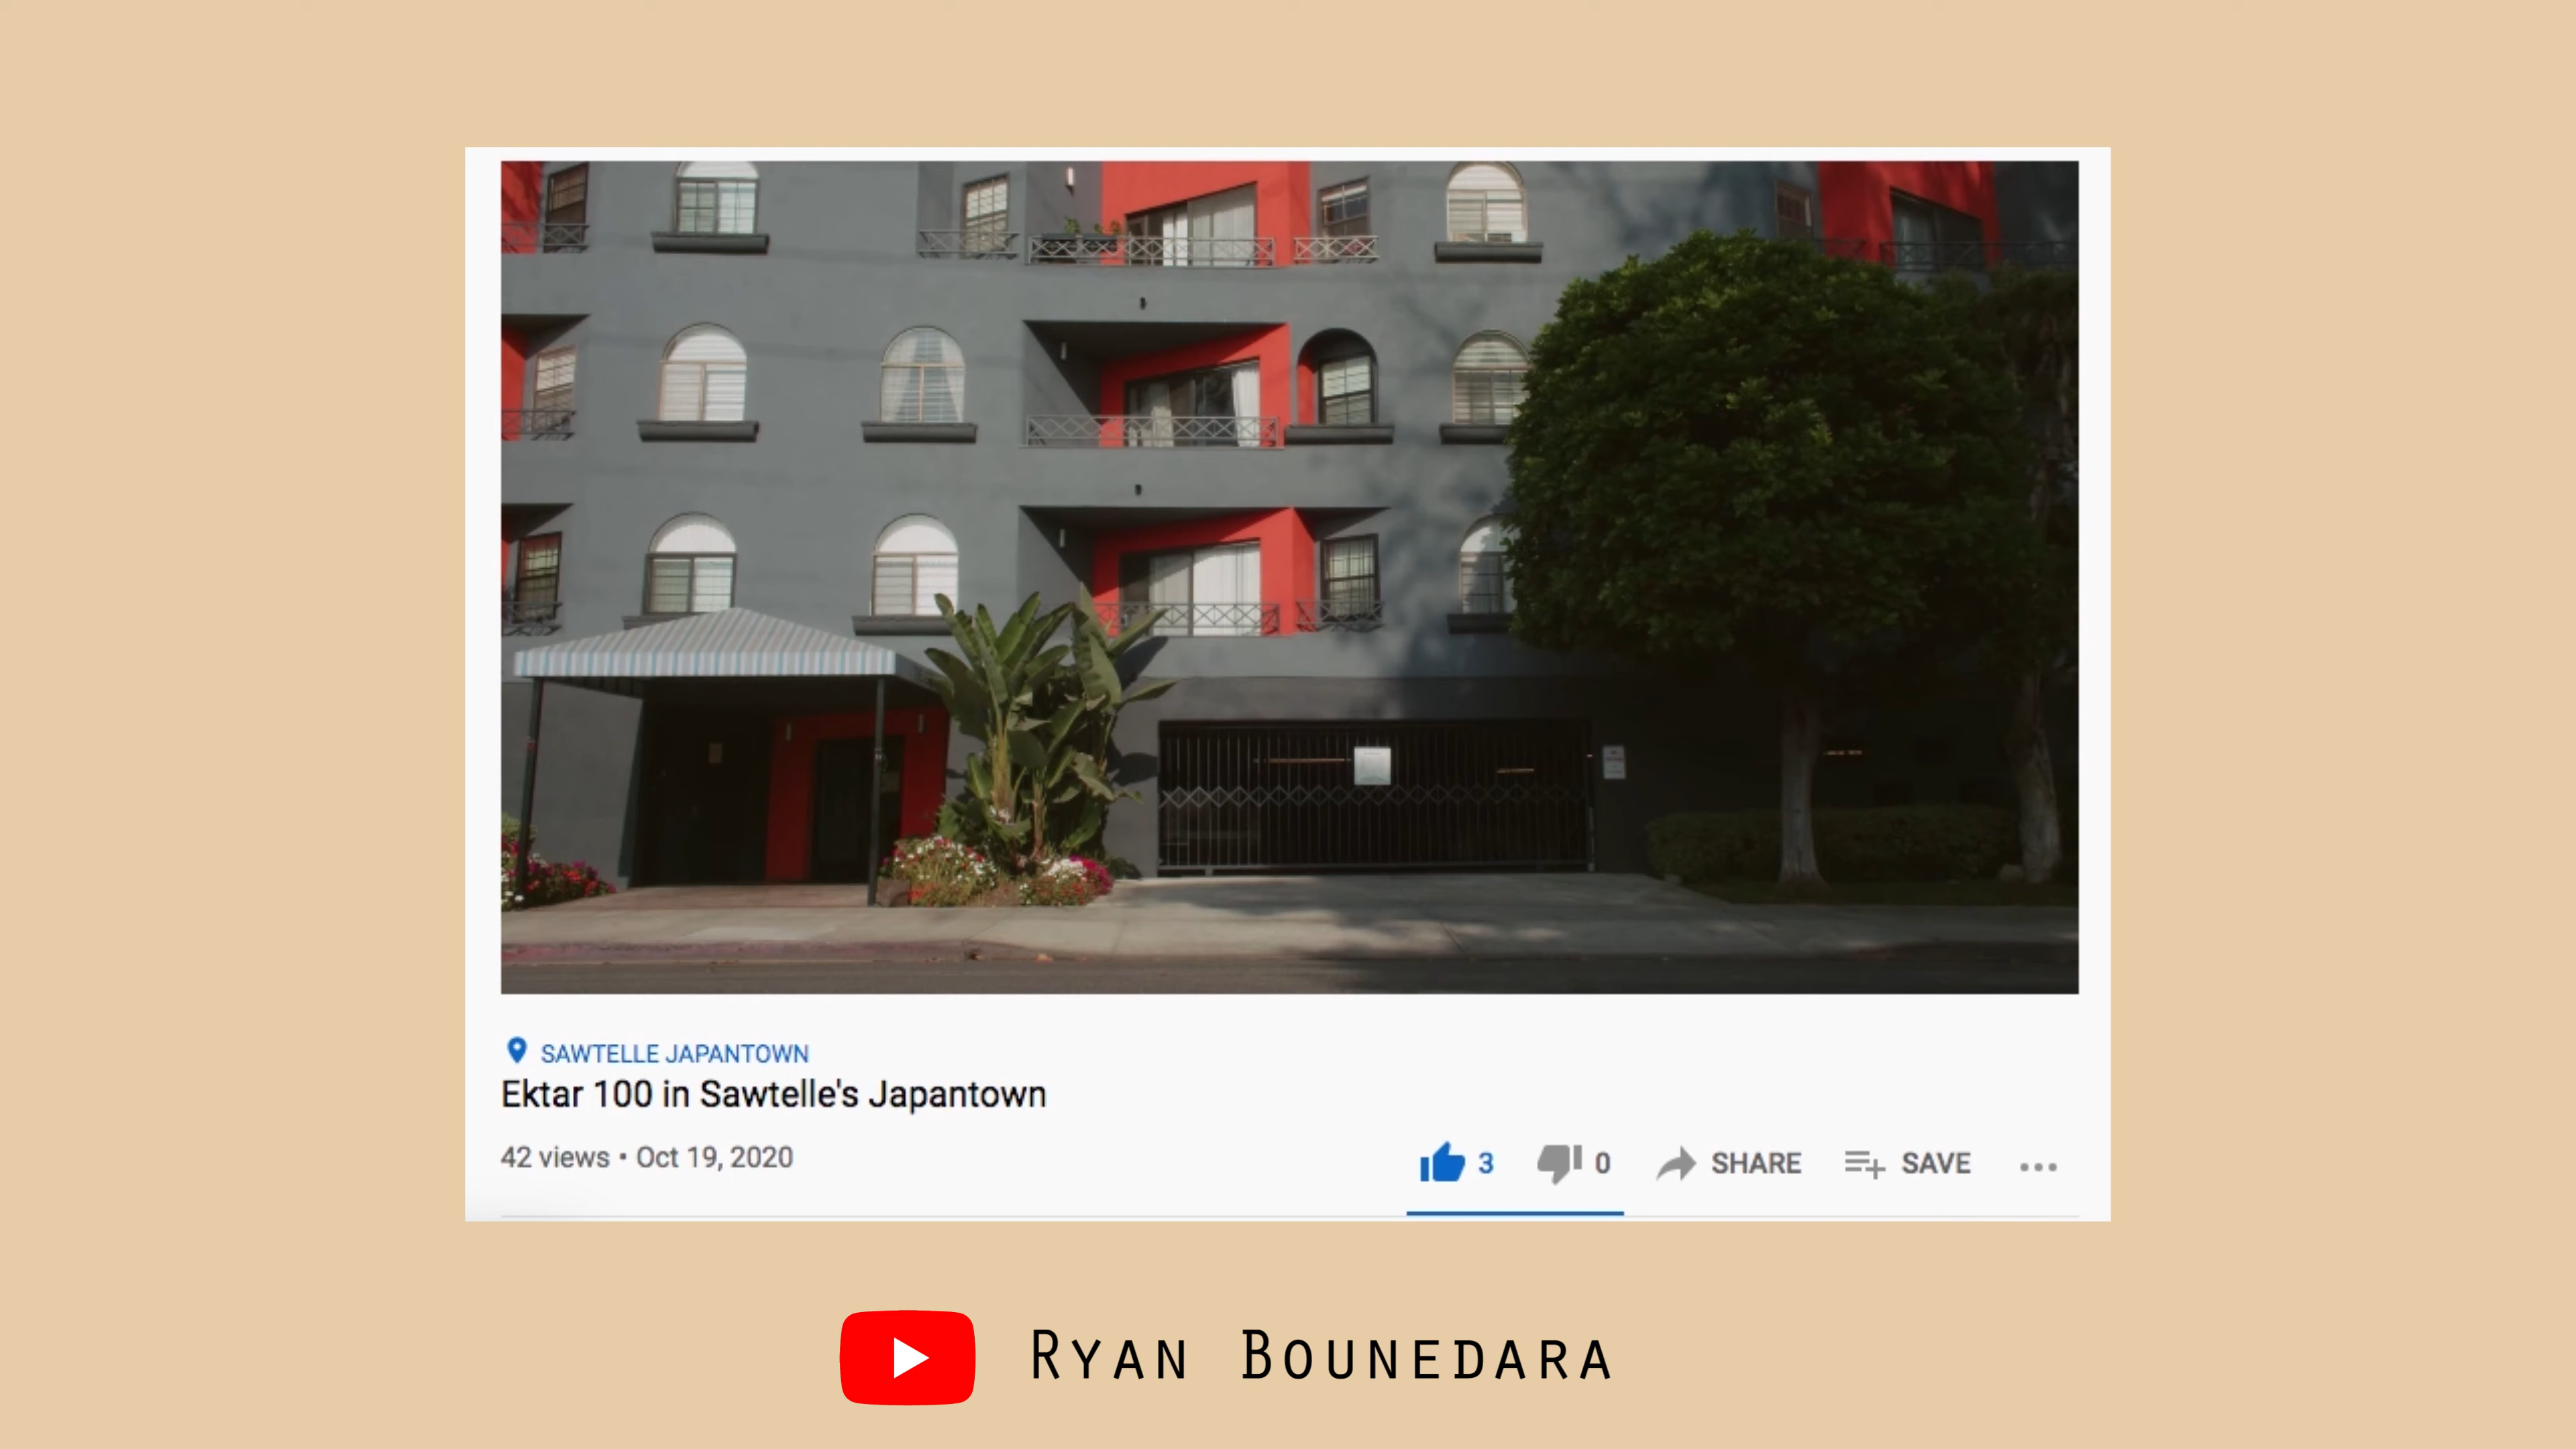 SAWTELLE JAPANTOWN
Ektar 100 in Sawtelle's Japantown
42 views • Oct 19, 2020
3 0 SHARE SAVE
RYAN BOUNEDARA